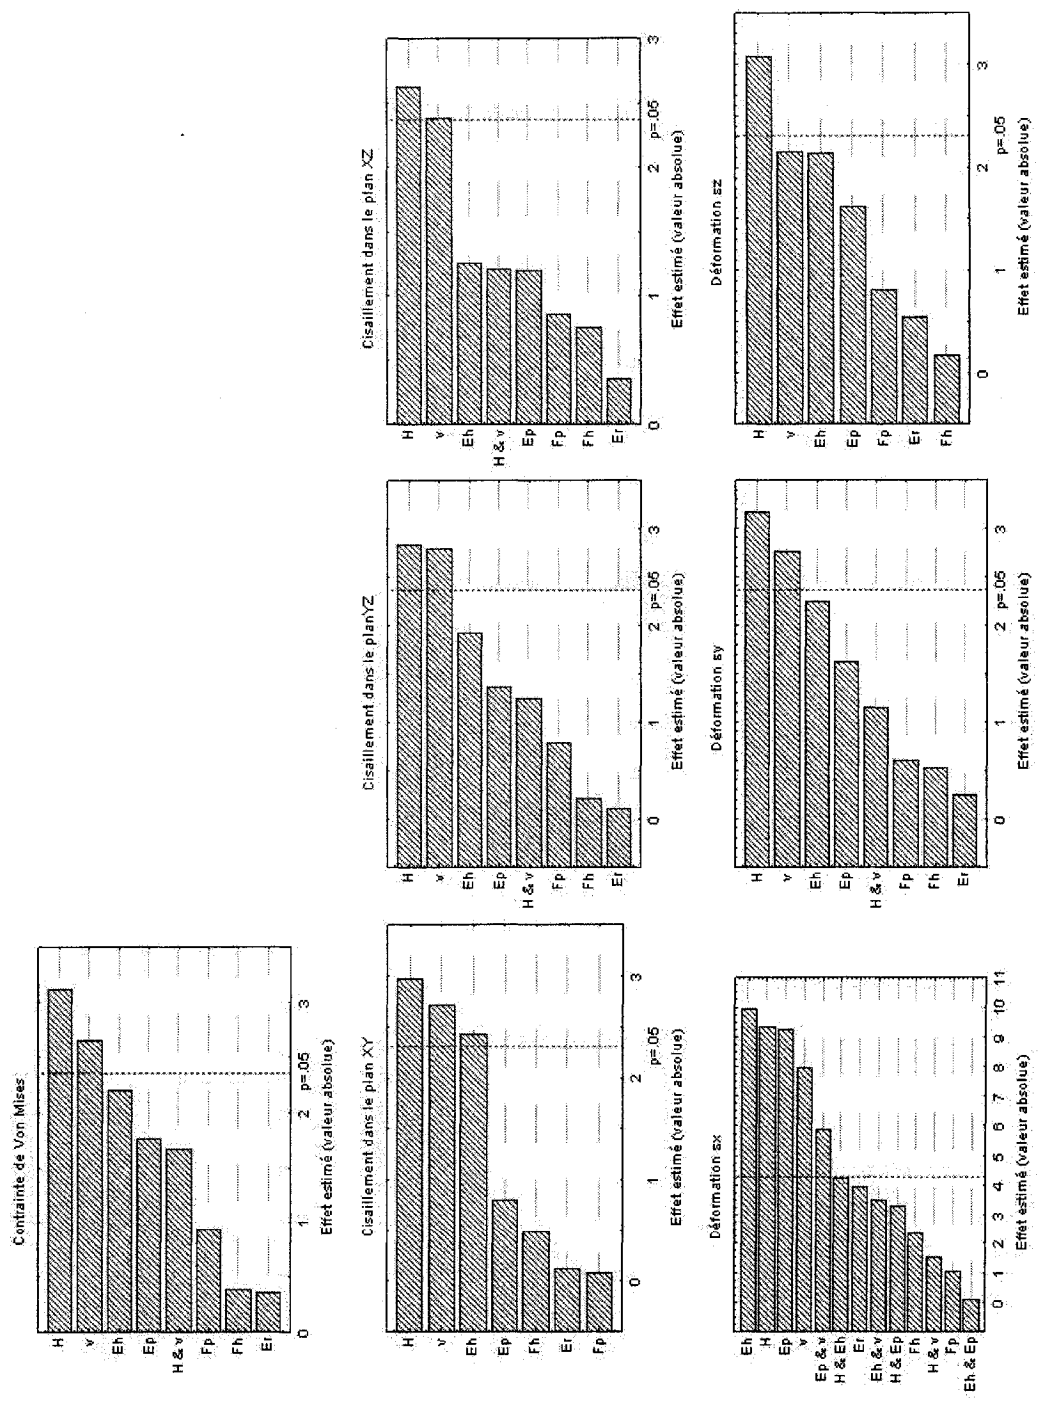 Contrainte de Von Mises
H
v
Eh
Ep
H & v
Fp
Fh
Er
0
1
2
p=.05
3
Effet estimé (valeur absolue)
Cisaillement dans le plan XY
H
v
Eh
Ep
Fh
Er
Fp
0
1
2
p=.05
3
Effet estimé (valeur absolue)
Cisaillement dans le planYZ
H
v
Eh
Ep
H & v
Fp
Fh
Er
0
1
2
p=.05
3
Effet estimé (valeur absolue)
Cisaillement dans le plan XZ
H
v
Eh
H & v
Ep
Fp
Fh
Er
0
1
2
p=.05
3
Effet estimé (valeur absolue)
Déformation εx
Eh
H
Ep
v
Ep & v
H & Eh
Er
Eh & v
H & Ep
Fh
H & v
Fp
Eh & Ep
0
1
2
3
4
5
6
7
8
9
10
11
Effet estimé (valeur absolue)
Déformation εy
H
v
Eh
Ep
H & v
Fp
Fh
Er
0
1
2
p=.05
3
Effet estimé (valeur absolue)
Déformation εz
H
v
Eh
Ep
Fp
Er
Fh
0
1
2
p=.05
3
Effet estimé (valeur absolue)